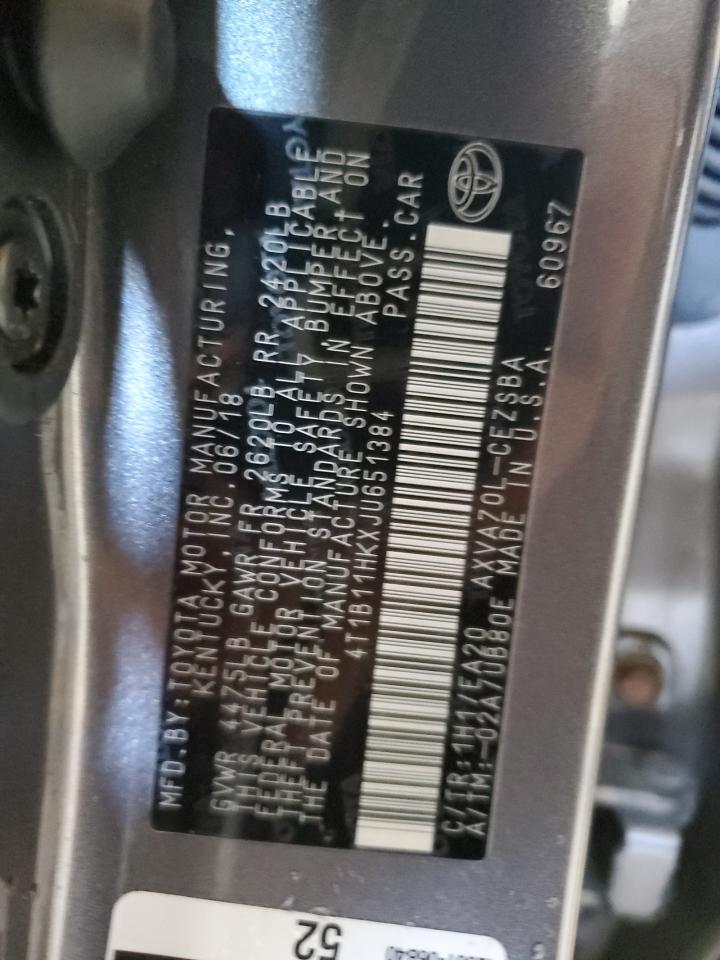 MFD.BY:TOYOTA MOTOR MANUFACTURING,
KENTUCKY,INC.06/18
GVWR 4475LB GAWR FR 2620LB RR 2420LB
THIS VEHICLE CONFORMS TO ALL APPLICABLE
FEDERAL MOTOR VEHICLE SAFETY, BUMPER, AND
THEFT PREVENTION STANDARDS IN EFFECT ON
THE DATE OF MANUFACTURE SHOWN ABOVE.
4T1B11HKXJU651384 PASS.CAR
C/TR:1H1/EA20 AXVA70L-CEZSBA
A/TM:-02A/UB80E MADE IN U.S.A. 60967
52